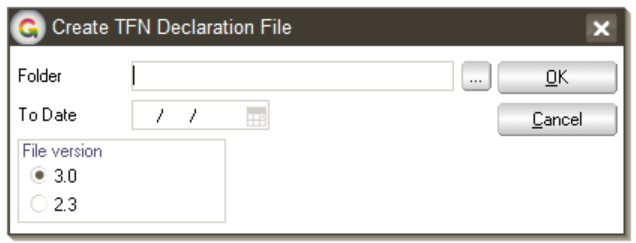 G Create TFN Declaration File
Folder ... OK
To Date / / Cancel
File version
3.0
2.3